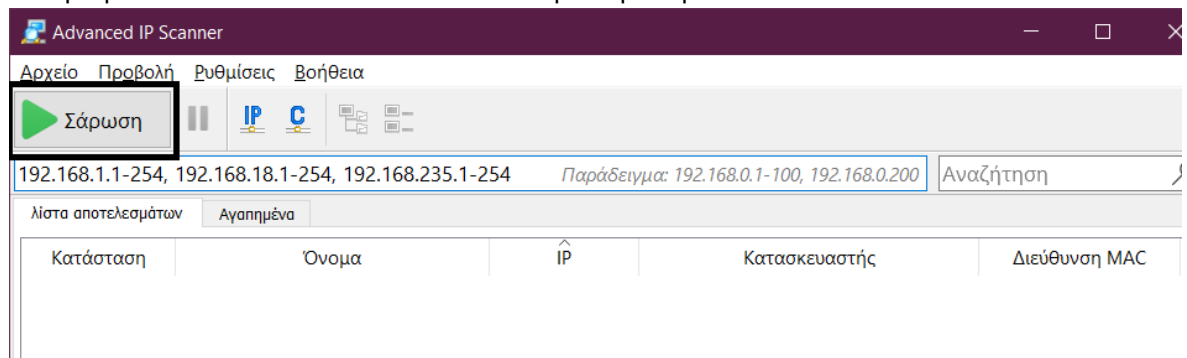 Advanced IP Scanner
Αρχείο Προβολή Ρυθμίσεις Βοήθεια
Σάρωση IP C
192.168.1.1-254, 192.168.18.1-254, 192.168.235.1-254 Παράδειγμα: 192.168.0.1-100, 192.168.0.200 Αναζήτηση
λίστα αποτελεσμάτων Αγαπημένα
Κατάσταση Όνομα IP Κατασκευαστής Διεύθυνση MAC